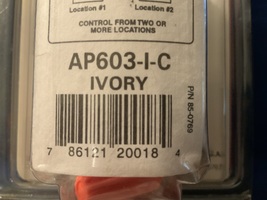 Location #1 Location #2
CONTROL FROM TWO OR
MORE LOCATIONS
AP603-I-C
IVORY
P/N 85-0769
7 86121 20018 4